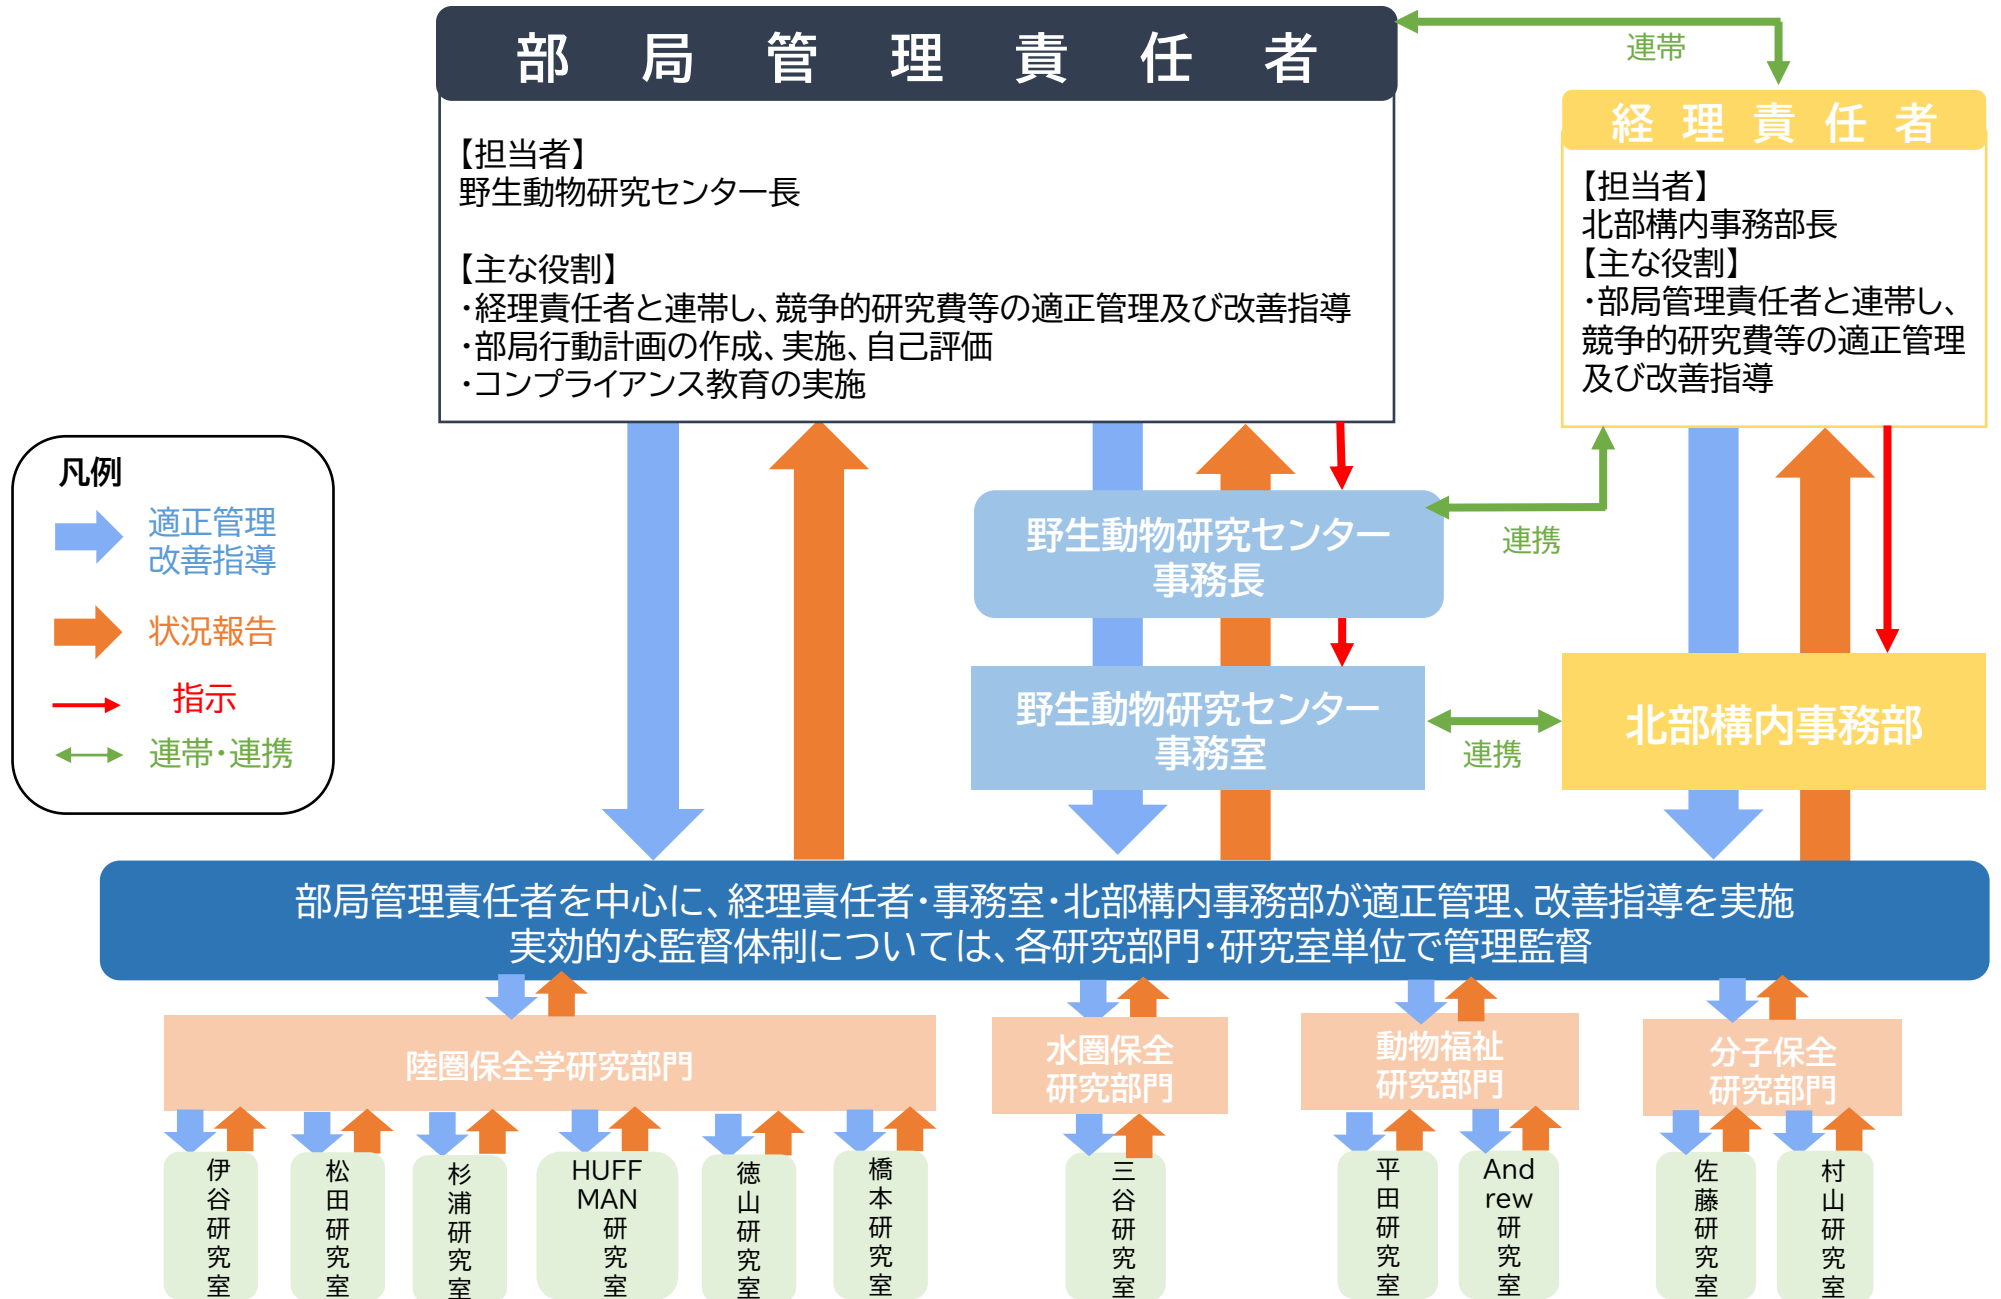 部局管理責任者
【担当者】
野生動物研究センター長
【主な役割】
・経理責任者と連帯し、競争的研究費等の適正管理及び改善指導
・部局行動計画の作成、実施、自己評価
・コンプライアンス教育の実施
連帯
経理責任者
【担当者】
北部構内事務部長
【主な役割】
・部局管理責任者と連帯し、
競争的研究費等の適正管理
及び改善指導
凡例
適正管理
改善指導
状況報告
指示
連帯・連携
野生動物研究センター
事務長
連携
野生動物研究センター
事務室
連携
北部構内事務部
部局管理責任者を中心に、経理責任者・事務室・北部構内事務部が適正管理、改善指導を実施
実効的な監督体制については、各研究部門・研究室単位で管理監督
陸圏保全学研究部門
水圏保全
研究部門
動物福祉
研究部門
分子保全
研究部門
伊谷研究室
松田研究室
杉浦研究室
HUFF
MAN
研究室
徳山研究室
橋本研究室
三谷研究室
平田研究室
And
rew
研究室
佐藤研究室
村山研究室